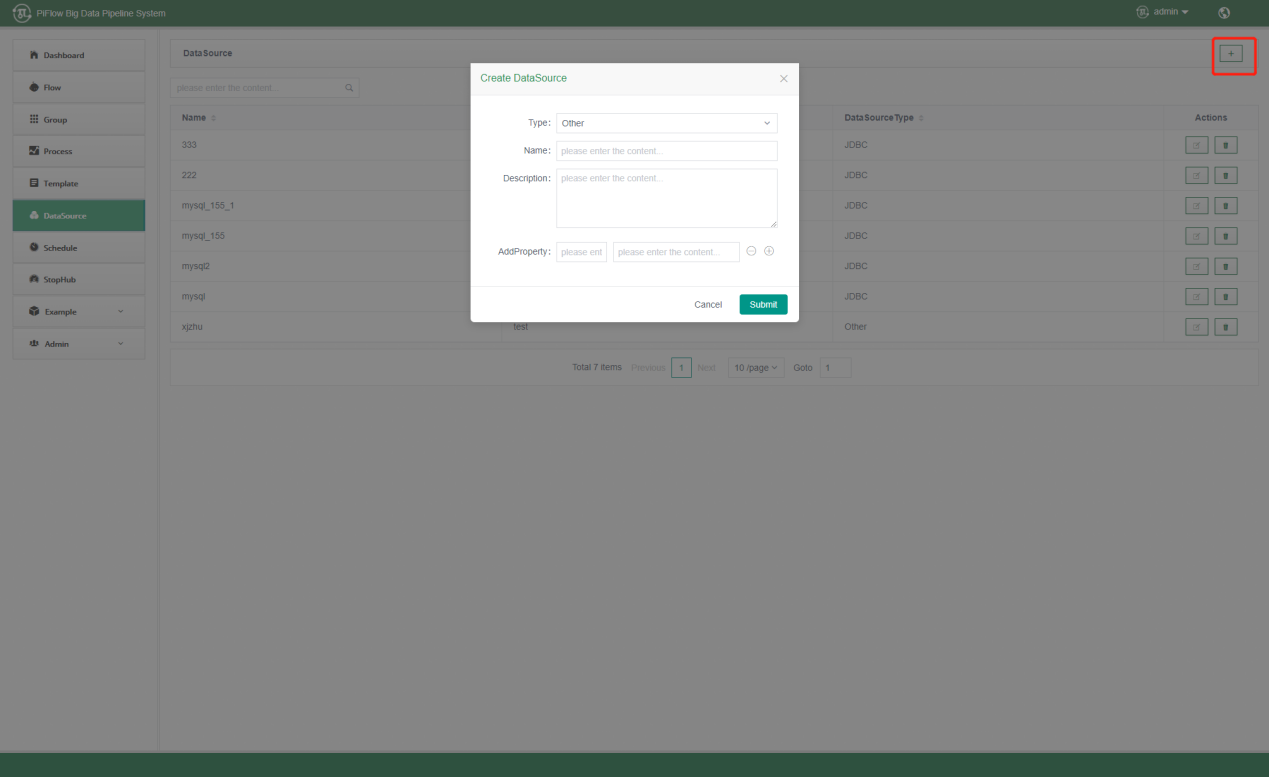 PiFlow Big Data Pipeline System
admin
Dashboard
Flow
Group
Process
Template
DataSource
Schedule
StopHub
Example
Admin
DataSource
+
please enter the content...
Name
DataSourceType
Actions
333
JDBC
222
JDBC
mysql_155_1
JDBC
mysql_155
JDBC
mysql2
JDBC
mysql
JDBC
xjzhu
test
Other
Total 7 items Previous 1 Next 10 /page Goto 1
Create DataSource
Type: Other
Name: please enter the content...
Description: please enter the content...
AddProperty: please ent please enter the content...
Cancel Submit